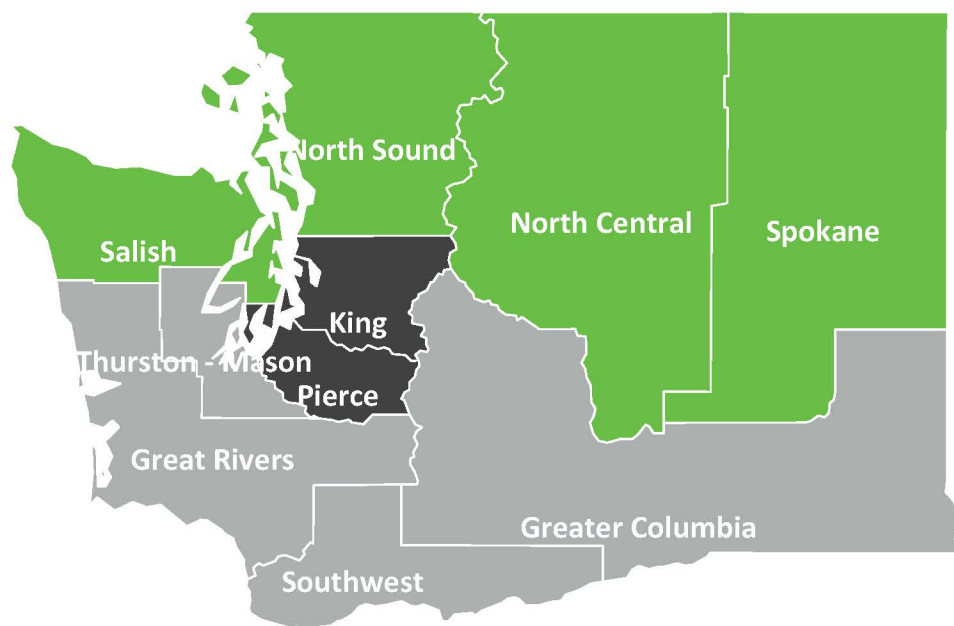 North Sound
North Central
Spokane
Salish
King
Thurston - Mason
Pierce
Great Rivers
Greater Columbia
Southwest